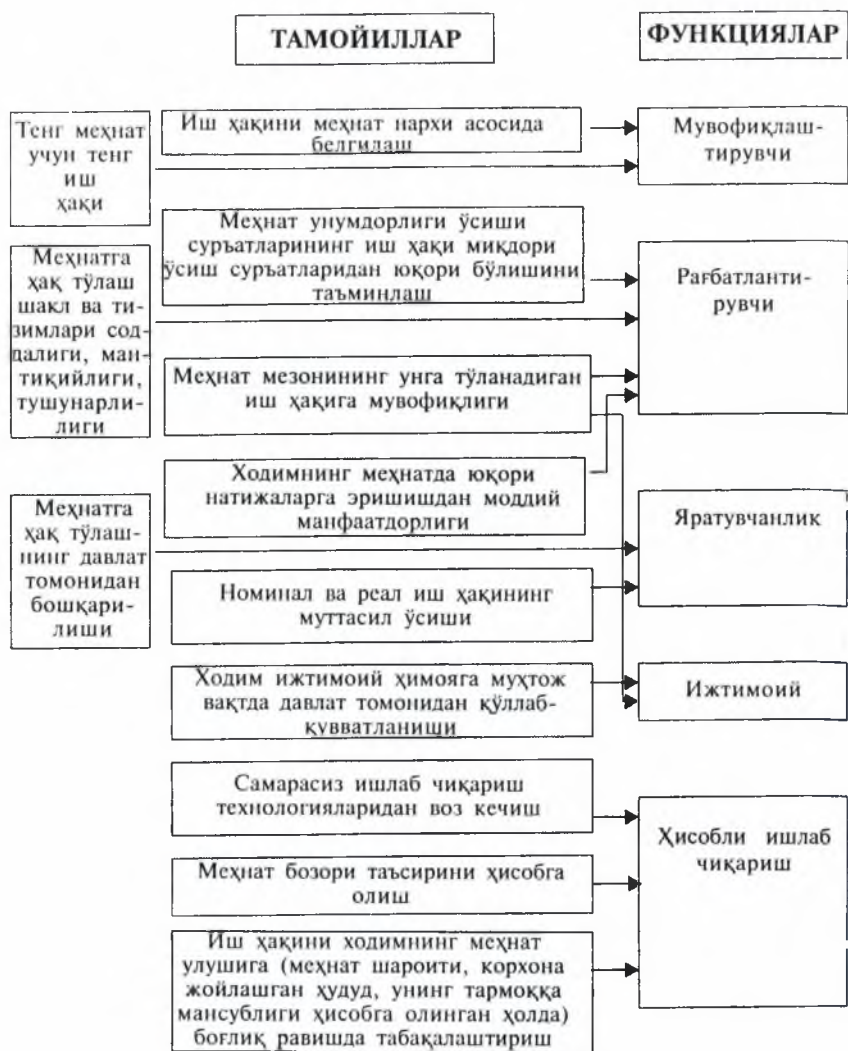 ТАМОЙИЛЛАР
ФУНКЦИЯЛАР
Тенг меҳнат
учун тенг
иш
ҳақи
Иш ҳақини меҳнат нархи асосида
белгилаш
Мувофиқлаш-
тирувчи
Меҳнат унумдорлиги ўсиши
суръатларининг иш ҳақи миқдори
ўсиш суръатларидан юқори бўлишини
таъминлаш
Меҳнатга
ҳақ тўлаш
шакл ва ти-
зимлари сод-
далиги, ман-
тиқийлиги,
тушунарли-
лиги
Рағбатланти-
рувчи
Меҳнат мезонининг унга тўланадиган
иш ҳақига мувофиқлиги
Ходимнинг меҳнатда юқори
натижаларга эришишдан моддий
манфаатдорлиги
Меҳнатга
ҳақ тўлаш-
нинг давлат
томонидан
бошқари-
лиши
Яратувчанлик
Номинал ва реал иш ҳақининг
муттасил ўсиши
Ходим ижтимоий ҳимояга муҳтож
вақтда давлат томонидан қўллаб-
қувватланиши
Ижтимоий
Самарасиз ишлаб чиқариш
технологияларидан воз кечиш
Ҳисобли ишлаб
чиқариш
Меҳнат бозори таъсирини ҳисобга
олиш
Иш ҳақини ходимнинг меҳнат
улушига (меҳнат шароити, корхона
жойлашган ҳудуд, унинг тармоққа
мансублиги ҳисобга олинган ҳолда)
боғлиқ равишда табақалаштириш